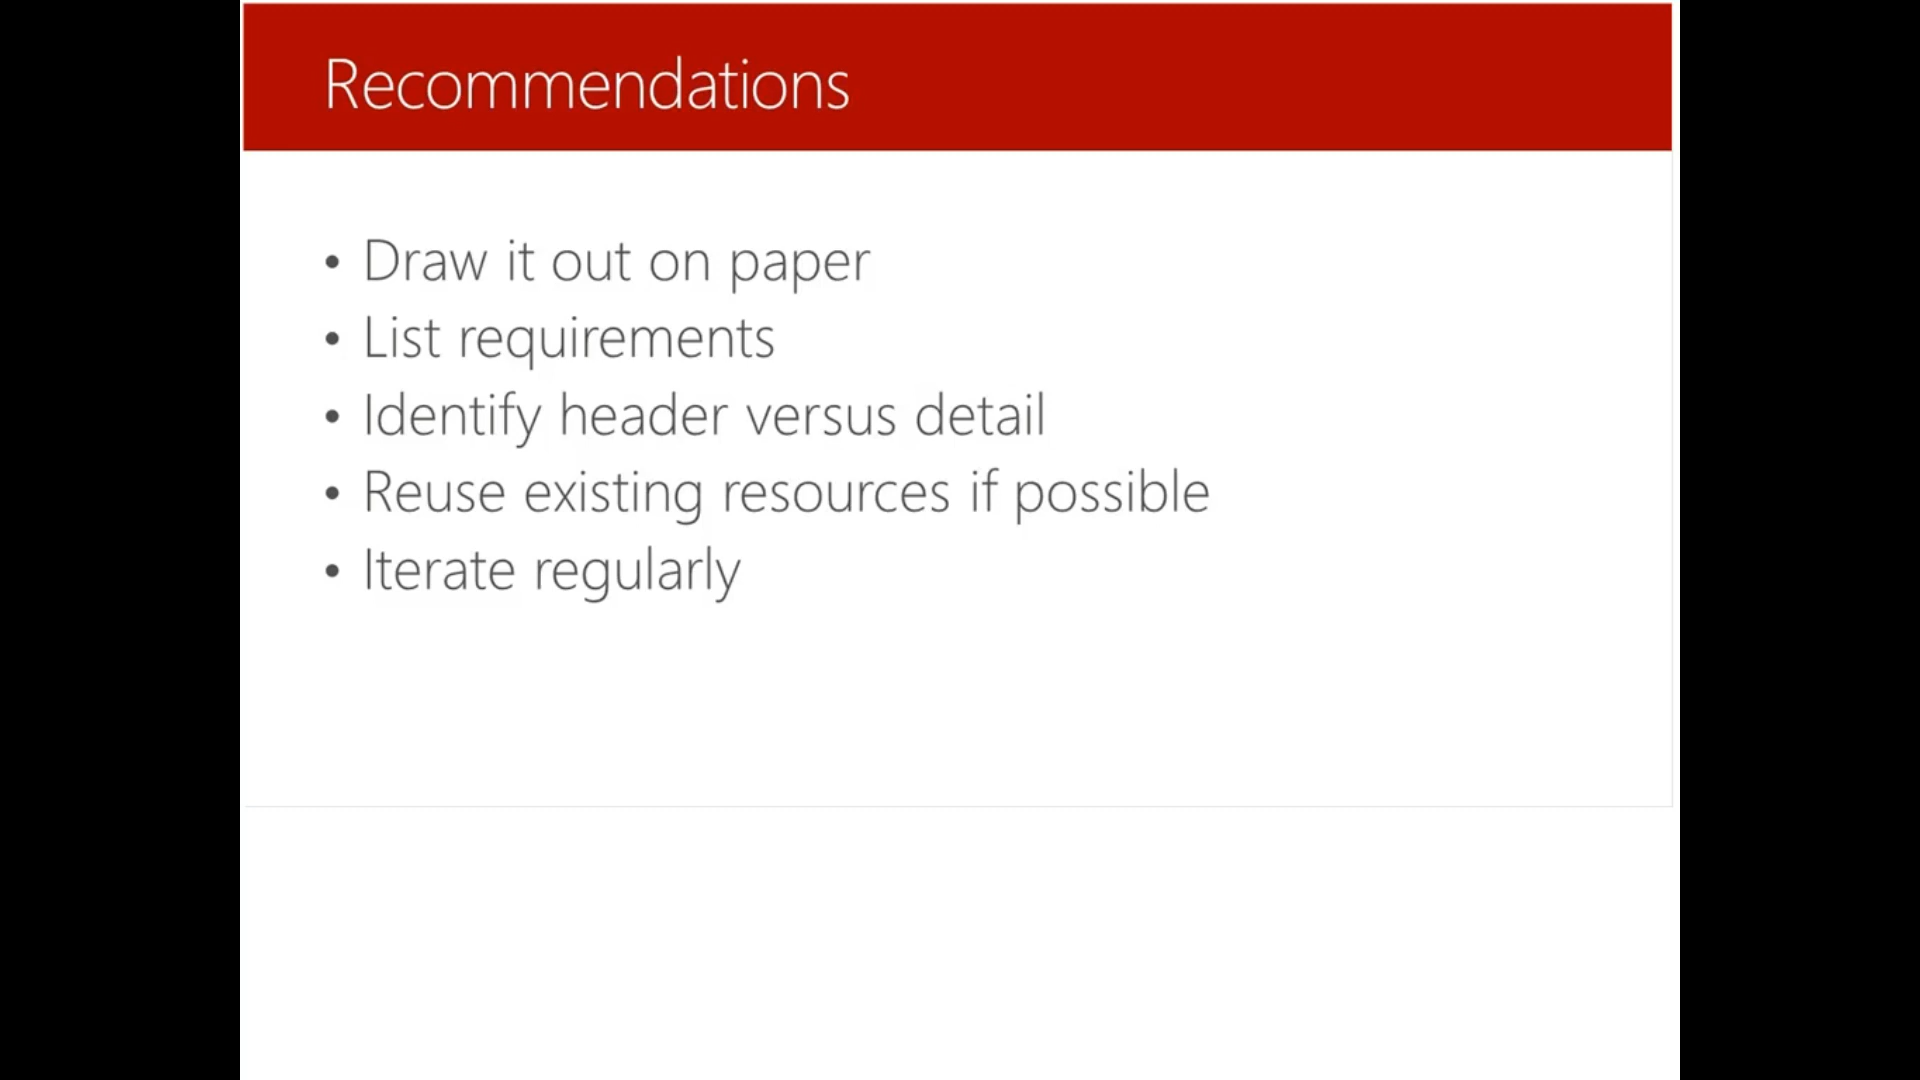 Recommendations
• Draw it out on paper
• List requirements
• Identify header versus detail
• Reuse existing resources if possible
• Iterate regularly